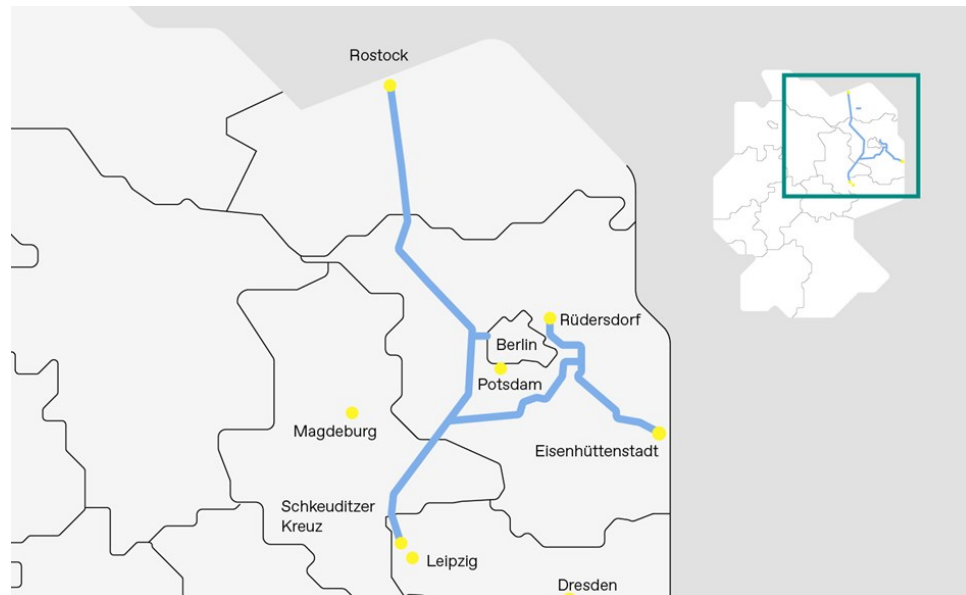 Rostock
Rüdersdorf
Berlin
Potsdam
Magdeburg
Eisenhüttenstadt
Schkeuditzer
Kreuz
Leipzig
Dresden